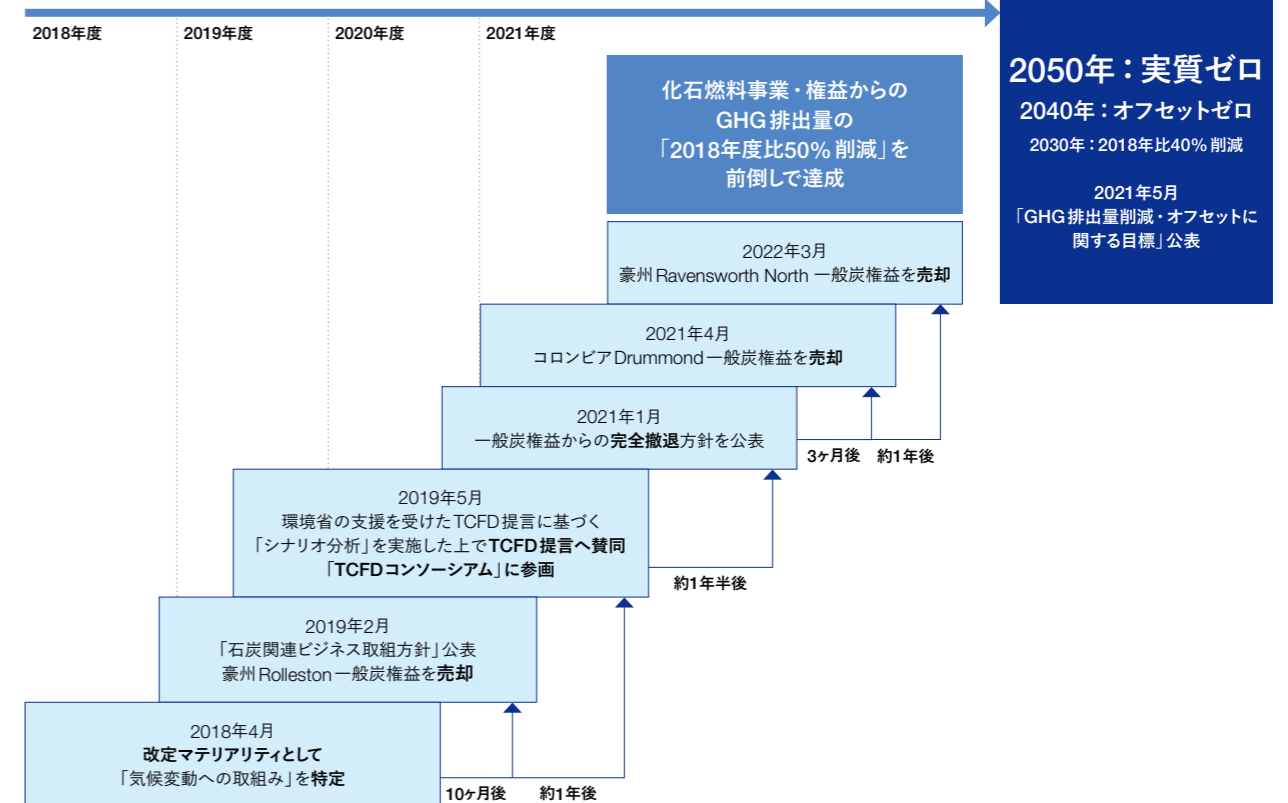 2018年度
2019年度
2020年度
2021年度
2050年：実質ゼロ
2040年：オフセットゼロ
2030年：2018年比40% 削減
2021年5月
「GHG排出量削減・オフセットに
関する目標」公表
化石燃料事業・権益からの
GHG排出量の
「2018年度比50% 削減」を
前倒しで達成
2022年3月
豪州Ravensworth North 一般炭権益を売却
2021年4月
コロンビアDrummond一般炭権益を売却
2021年1月
一般炭権益からの完全撤退方針を公表
3ヶ月後
約1年後
2019年5月
環境省の支援を受けたTCFD提言に基づく
「シナリオ分析」を実施した上でTCFD提言へ賛同
「TCFDコンソーシアム」に参画
約1年半後
2019年2月
「石炭関連ビジネス取組方針」公表
豪州Rolleston一般炭権益を売却
2018年4月
改定マテリアリティとして
「気候変動への取組み」を特定
10ヶ月後
約1年後